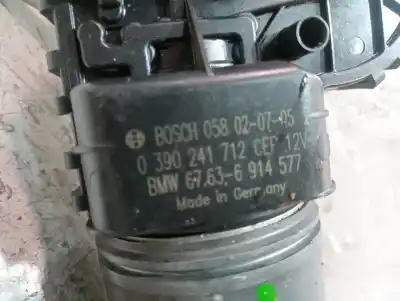 BOSCH 058 02-07-05
0 390 241 712 CEF 12V
BMW 67.63-6 914 577
Made in Germany